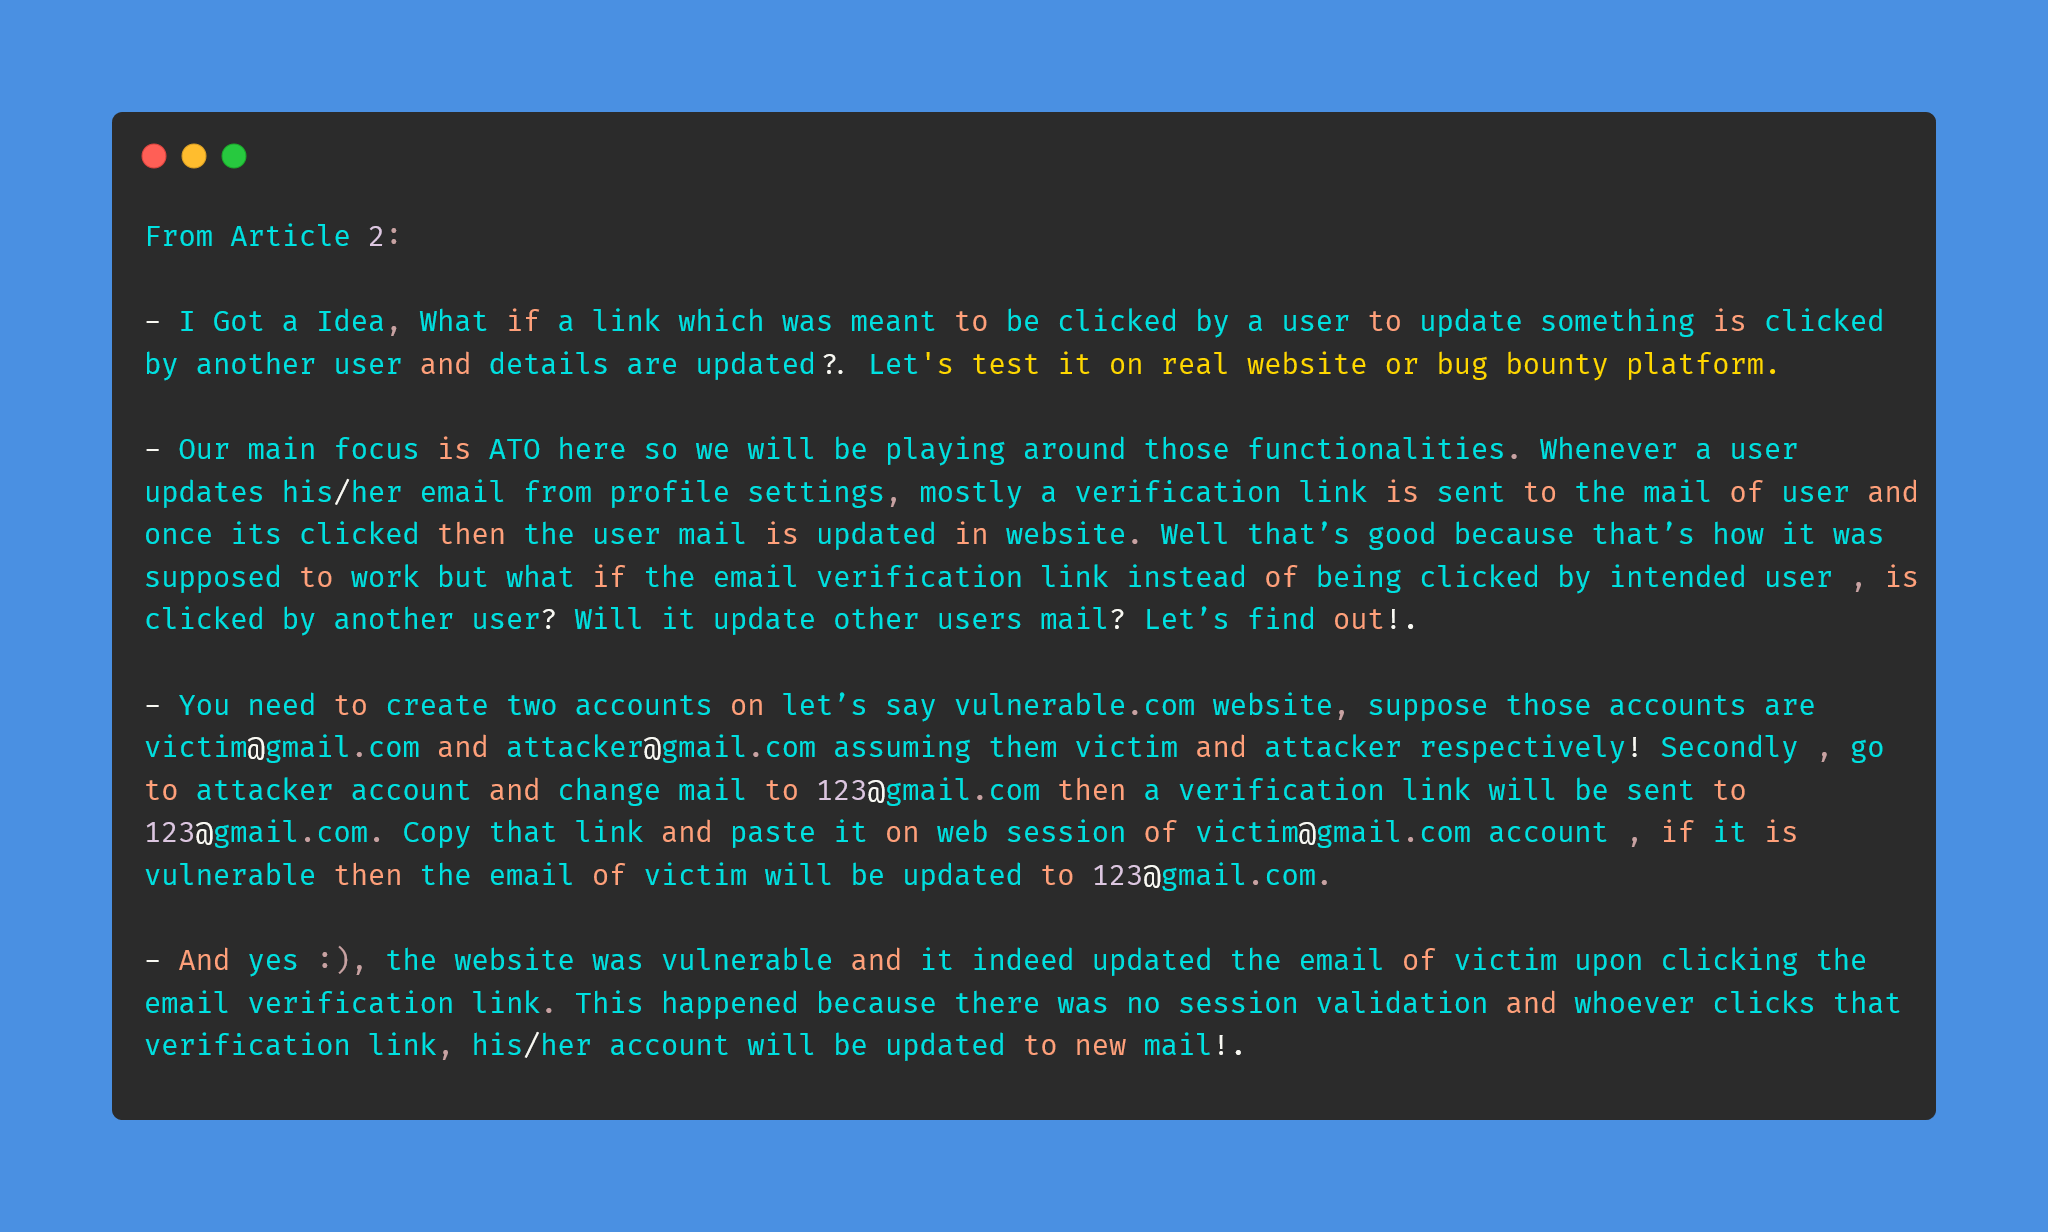 From Article 2:
- I Got a Idea, What if a link which was meant to be clicked by a user to update something is clicked
by another user and details are updated?. Let's test it on real website or bug bounty platform.
- Our main focus is ATO here so we will be playing around those functionalities. Whenever a user
updates his/her email from profile settings, mostly a verification link is sent to the mail of user and
once its clicked then the user mail is updated in website. Well that’s good because that’s how it was
supposed to work but what if the email verification link instead of being clicked by intended user , is
clicked by another user? Will it update other users mail? Let’s find out!.
- You need to create two accounts on let’s say vulnerable.com website, suppose those accounts are
victim@gmail.com and attacker@gmail.com assuming them victim and attacker respectively! Secondly , go
to attacker account and change mail to 123@gmail.com then a verification link will be sent to
123@gmail.com. Copy that link and paste it on web session of victim@gmail.com account , if it is
vulnerable then the email of victim will be updated to 123@gmail.com.
- And yes :), the website was vulnerable and it indeed updated the email of victim upon clicking the
email verification link. This happened because there was no session validation and whoever clicks that
verification link, his/her account will be updated to new mail!.